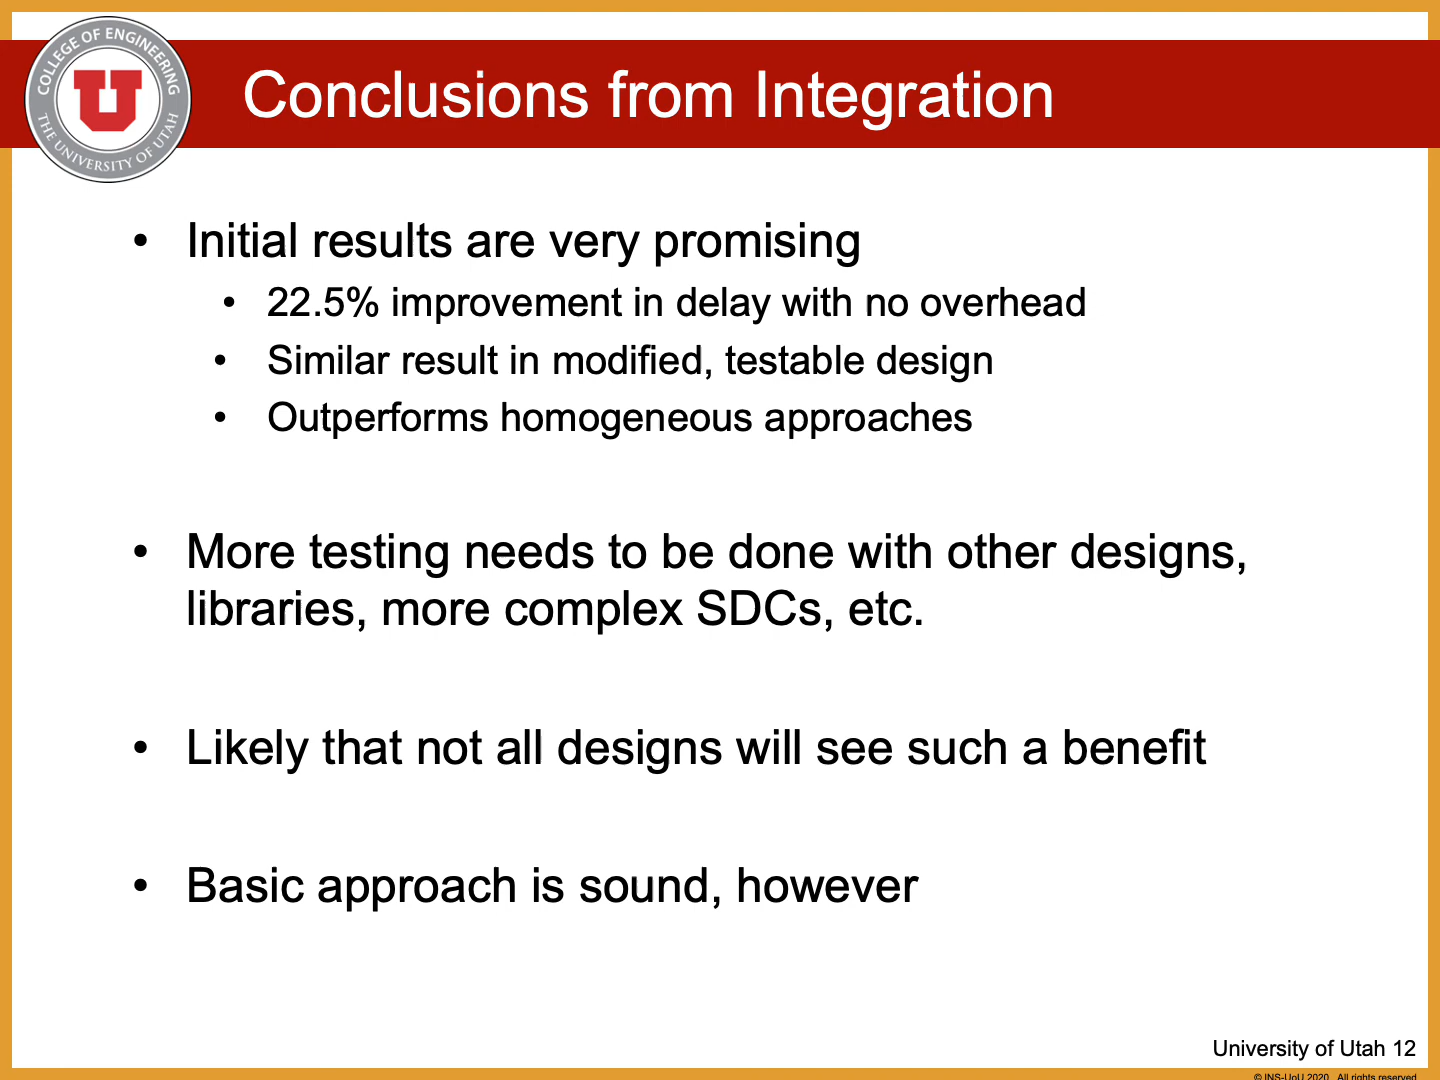 COLLEGE OF ENGINEERING
THE UNIVERSITY OF UTAH
U
Conclusions from Integration
• Initial results are very promising
• 22.5% improvement in delay with no overhead
• Similar result in modified, testable design
• Outperforms homogeneous approaches
• More testing needs to be done with other designs,
libraries, more complex SDCs, etc.
• Likely that not all designs will see such a benefit
• Basic approach is sound, however
University of Utah 12
© INS-UoU 2020 All rights reserved